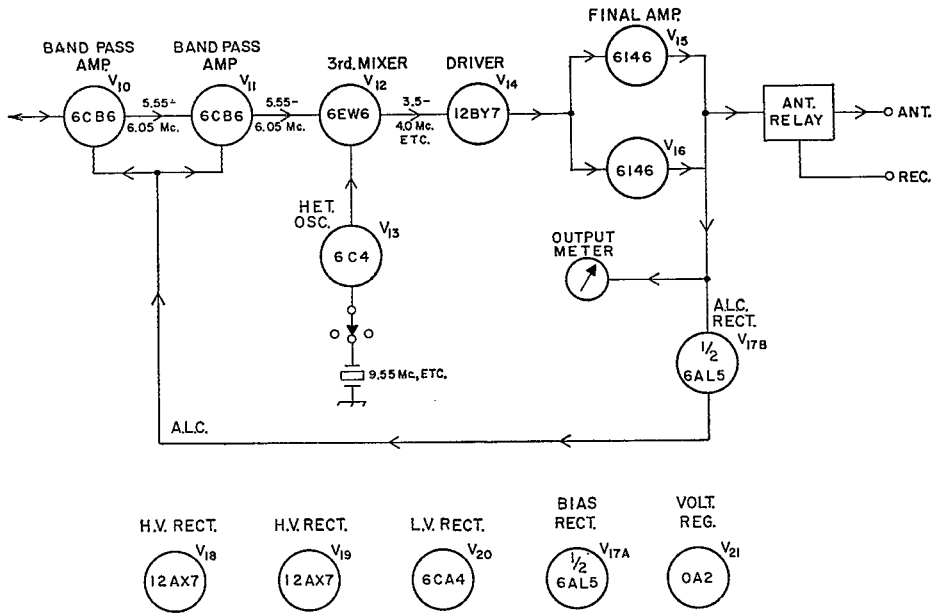 FINAL AMP.
V15
6146
BAND PASS
AMP.
V10
6CB6
5.55-
6.05 Mc.
BAND PASS
AMP
V11
6CB6
5.55-
6.05 Mc.
3rd. MIXER
V12
6EW6
3.5-
4.0 Mc.
ETC.
DRIVER
V14
12BY7
V16
6146
ANT.
RELAY
ANT.
REC.
HET.
OSC.
V13
6C4
9.55 Mc., ETC.
OUTPUT
METER
A.L.C.
RECT.
V17B
1/2
6AL5
A.L.C.
H.V. RECT.
V18
12AX7
H.V. RECT.
V19
12AX7
L.V. RECT.
V20
6CA4
BIAS
RECT.
V17A
1/2
6AL5
VOLT.
REG.
V21
0A2